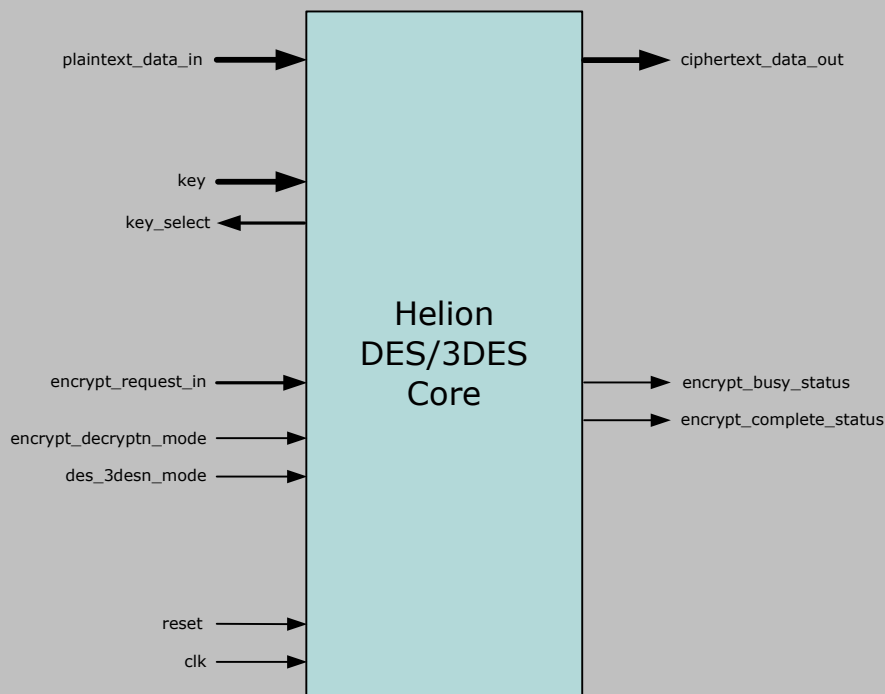 plaintext_data_in
ciphertext_data_out
key
key_select
Helion
DES/3DES
Core
encrypt_request_in
encrypt_busy_status
encrypt_decryptn_mode
encrypt_complete_status
des_3desn_mode
reset
clk